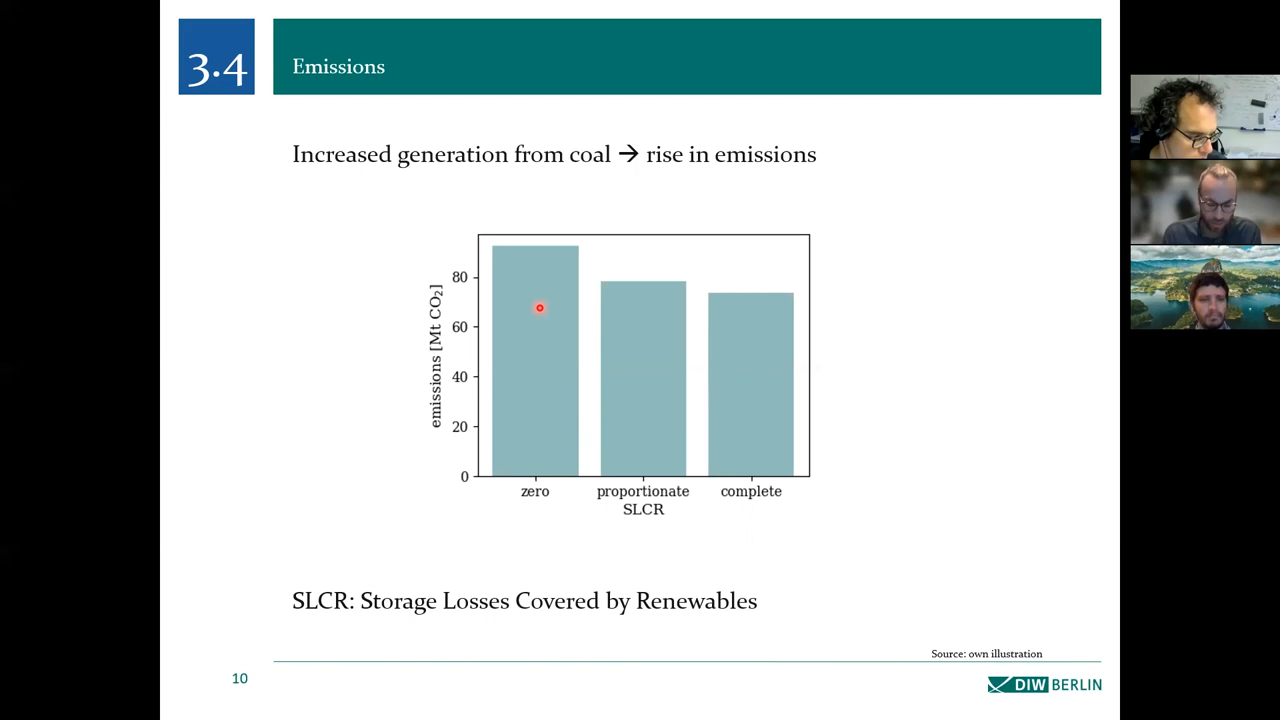 3.4
Emissions
Increased generation from coal → rise in emissions
emissions [Mt CO₂]
80
60
40
20
0
zero
proportionate
complete
SLCR
SLCR: Storage Losses Covered by Renewables
Source: own illustration
10
DIW BERLIN